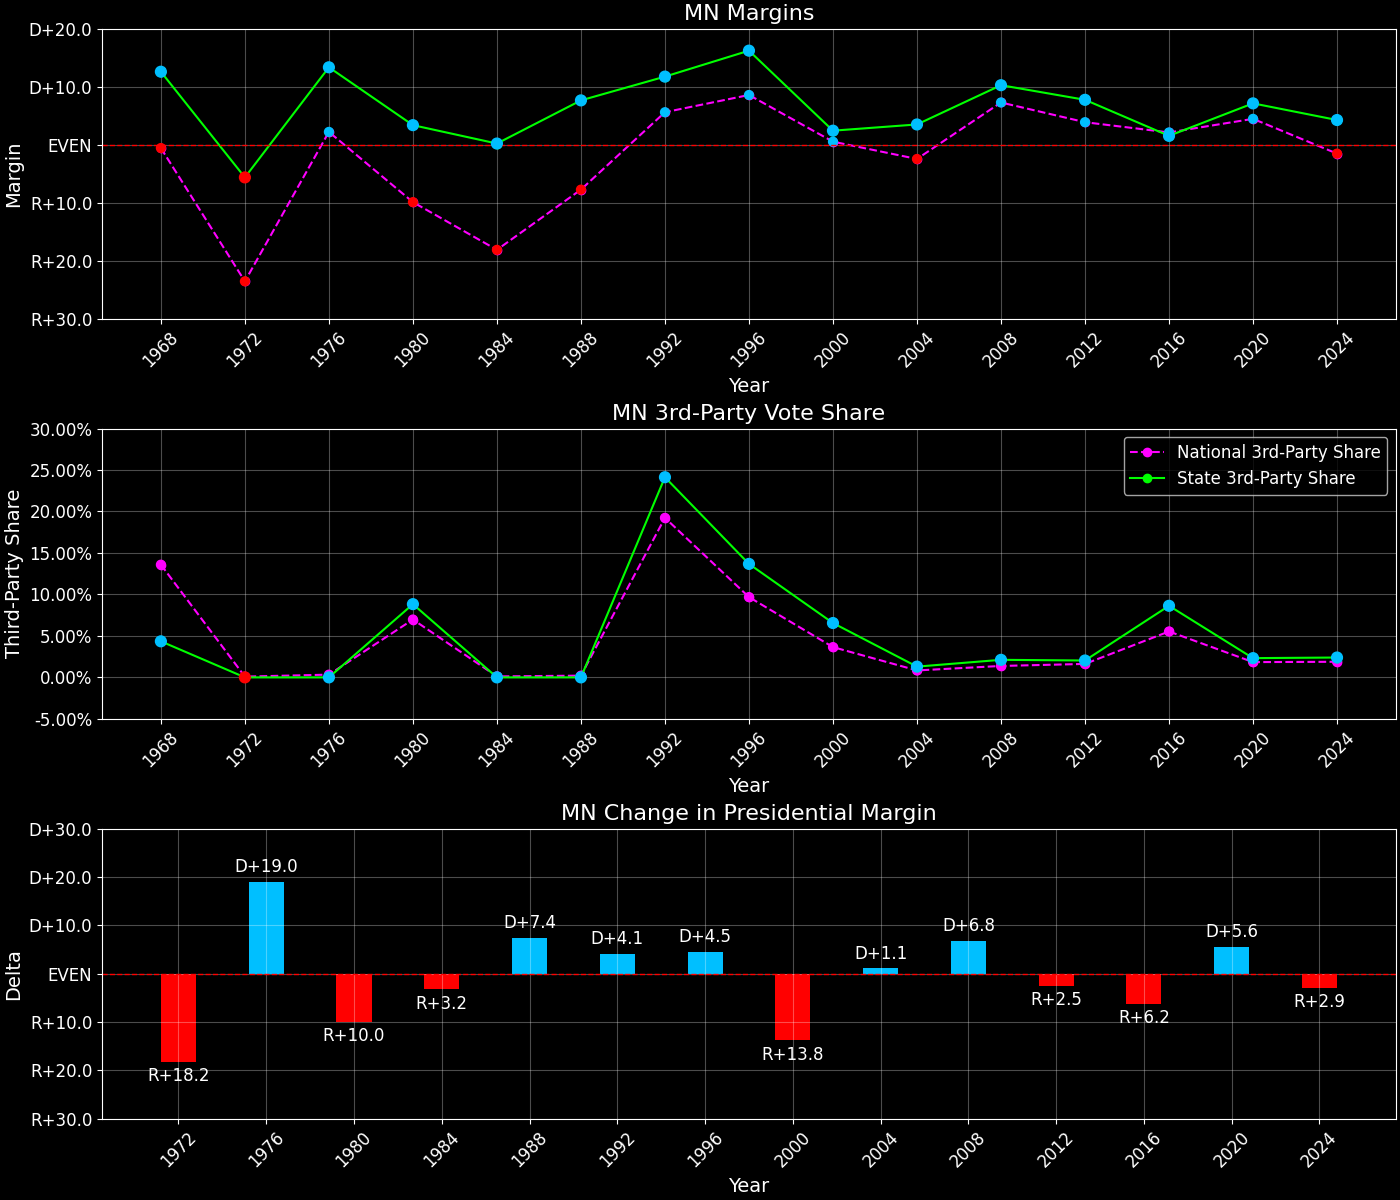 MN Margins
D+20.0
D+10.0
EVEN
R+10.0
R+20.0
R+30.0
Margin
1968 1972 1976 1980 1984 1988 1992 1996 2000 2004 2008 2012 2016 2020 2024
Year
MN 3rd-Party Vote Share
30.00%
25.00%
20.00%
15.00%
10.00%
5.00%
0.00%
-5.00%
Third-Party Share
National 3rd-Party Share
State 3rd-Party Share
1968 1972 1976 1980 1984 1988 1992 1996 2000 2004 2008 2012 2016 2020 2024
Year
MN Change in Presidential Margin
D+30.0
D+20.0
D+10.0
EVEN
R+10.0
R+20.0
R+30.0
Delta
R+18.2
D+19.0
R+10.0
R+3.2
D+7.4
D+4.1
D+4.5
R+13.8
D+1.1
D+6.8
R+2.5
R+6.2
D+5.6
R+2.9
1972 1976 1980 1984 1988 1992 1996 2000 2004 2008 2012 2016 2020 2024
Year